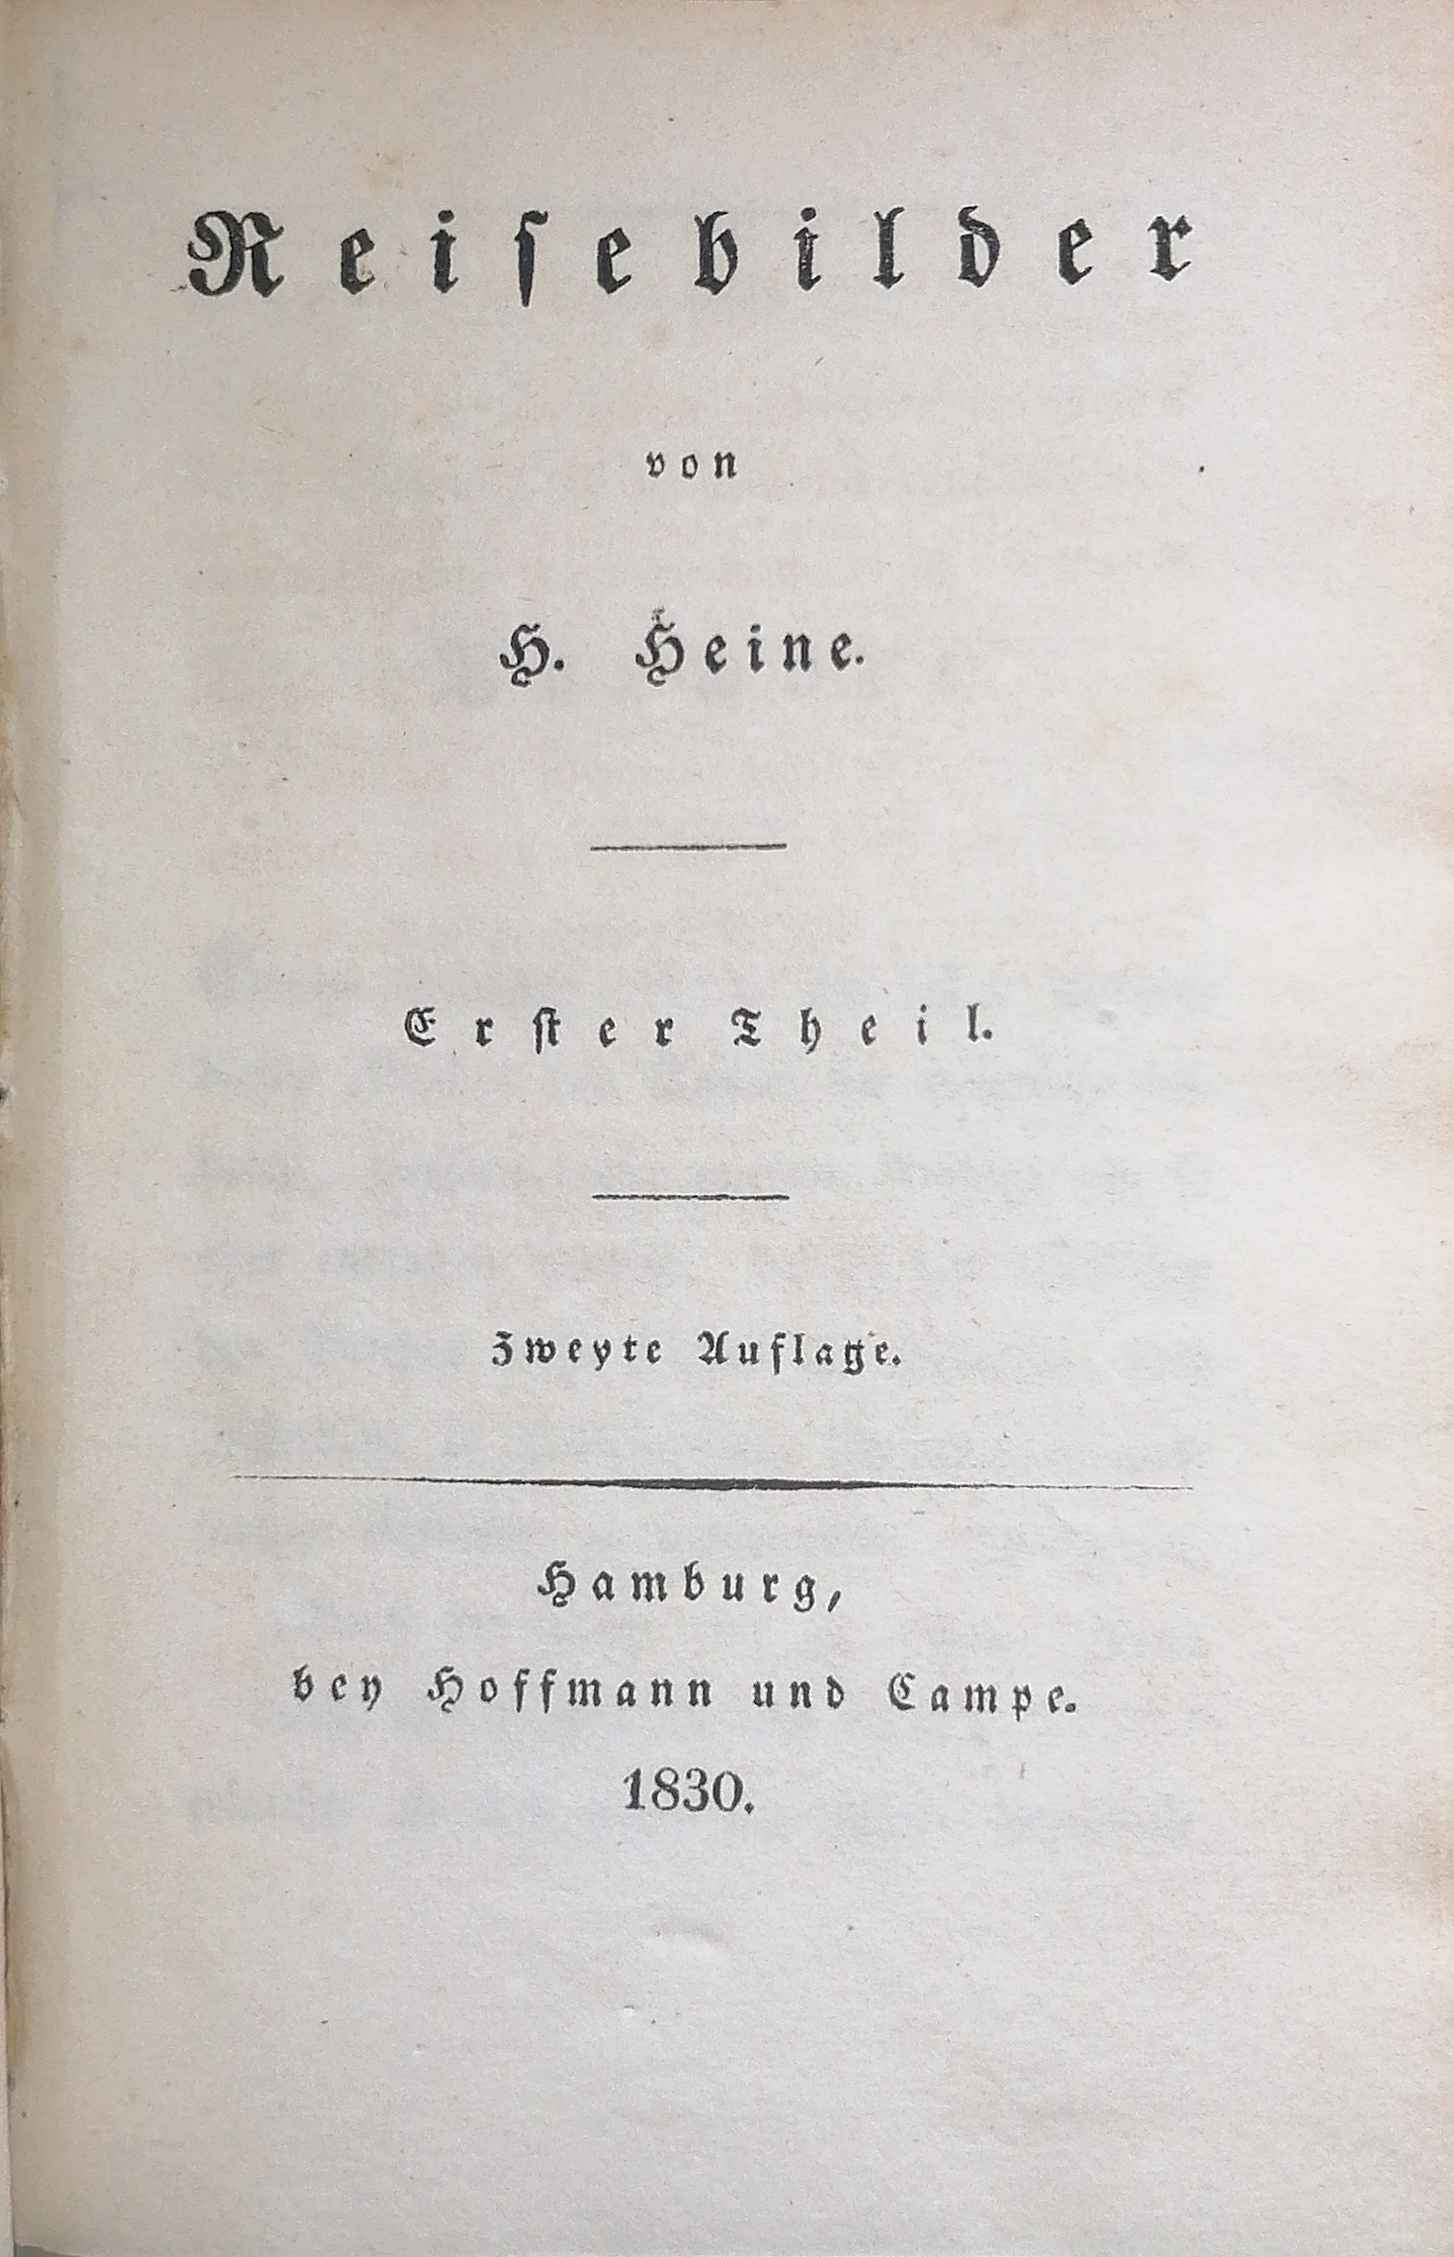 Reiſebilder
von
H. Heine.
Erſter Theil.
Zweyte Auflage.
Hamburg,
bey Hoffmann und Campe.
1830.